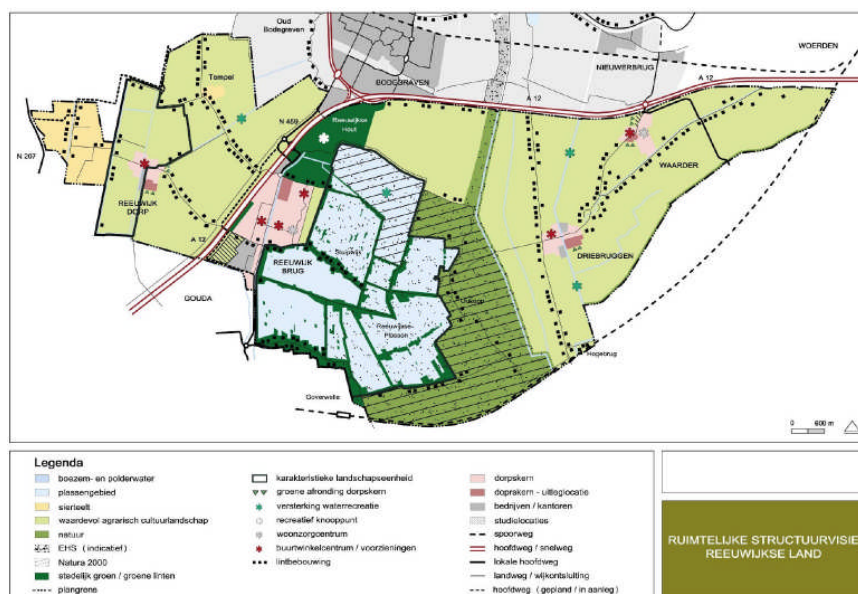 Oud
Bodegraven
WOERDEN
NIEUWERBRUG
Tempel
BODEGRAVEN
A 12
A 12
Reeuwijkse
Hout
N 459
N 207
WAARDER
REEUWIJK
DORP
A 12
DRIEBRUGGEN
REEUWIJK
BRUG
Sluipwijk
GOUDA
Reeuwijkse
Plassen
Hogebrug
Goverwelle
0 600 m
Legenda
boezem- en polderwater
plassengebied
sierteelt
waardevol agrarisch cultuurlandschap
natuur
EHS (indicatief)
Natura 2000
stedelijk groen / groene linten
plangrens
karakteristieke landschapseenheid
groene afronding dorpskern
versterking waterrecreatie
recreatief knooppunt
woonzorgcentrum
buurtwinkelcentrum / voorzieningen
lintbebouwing
dorpskern
dorpskern - uitleglocatie
bedrijven / kantoren
studielocaties
spoorweg
hoofdweg / snelweg
lokale hoofdweg
landweg / wijkontsluiting
hoofdweg (gepland / in aanleg)
RUIMTELIJKE STRUCTUURVISIE
REEUWIJKSE LAND